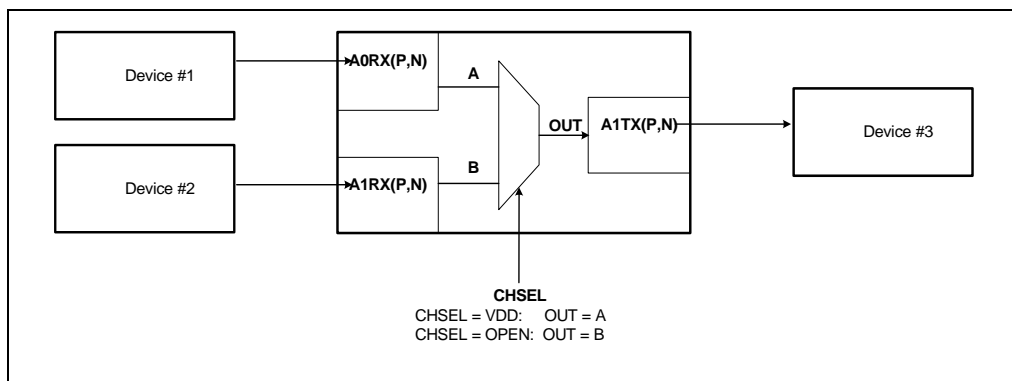 Device #1
A0RX(P,N)
A
OUT
A1TX(P,N)
Device #3
Device #2
A1RX(P,N)
B
CHSEL
CHSEL = VDD: OUT = A
CHSEL = OPEN: OUT = B